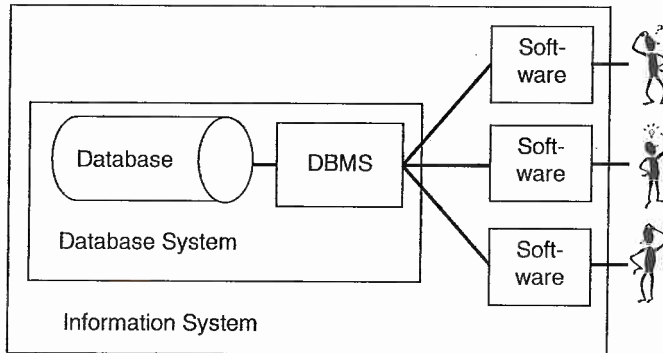 Soft-
ware
Database
DBMS
Soft-
ware
Database System
Soft-
ware
Information System